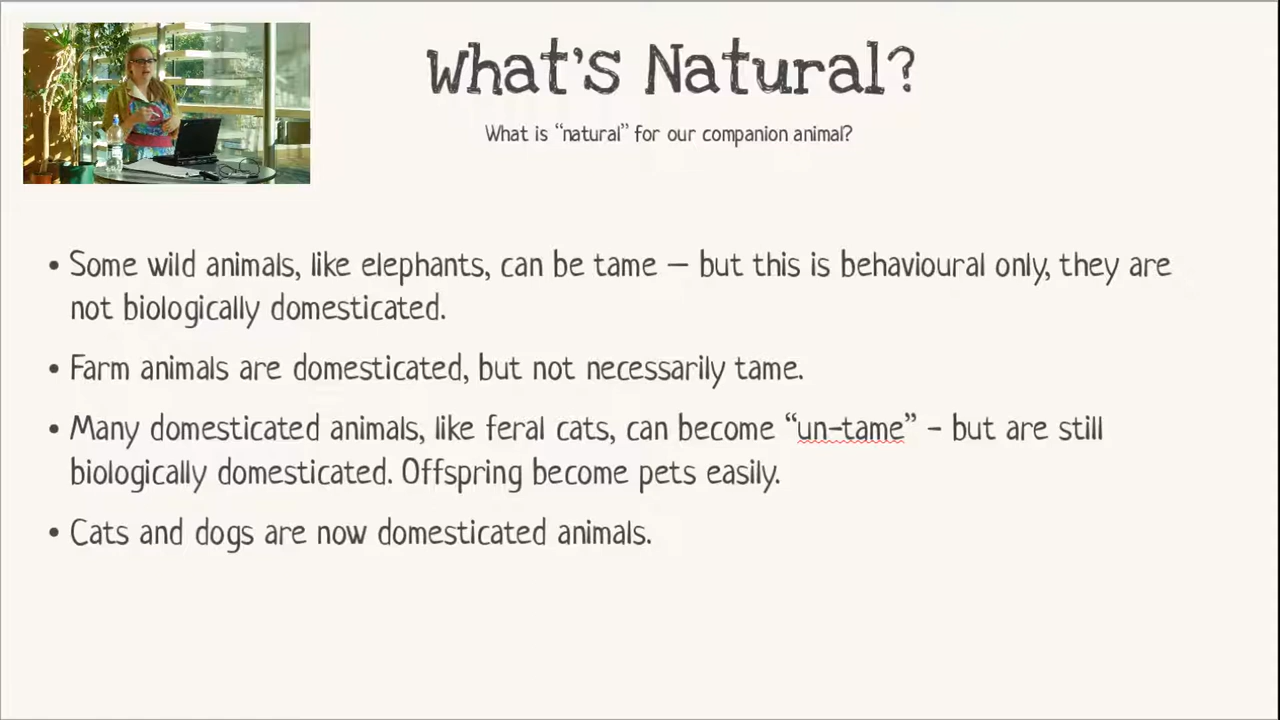 What's Natural?
What is “natural” for our companion animal?
• Some wild animals, like elephants, can be tame – but this is behavioural only, they are
not biologically domesticated.
• Farm animals are domesticated, but not necessarily tame.
• Many domesticated animals, like feral cats, can become “un-tame” - but are still
biologically domesticated. Offspring become pets easily.
• Cats and dogs are now domesticated animals.